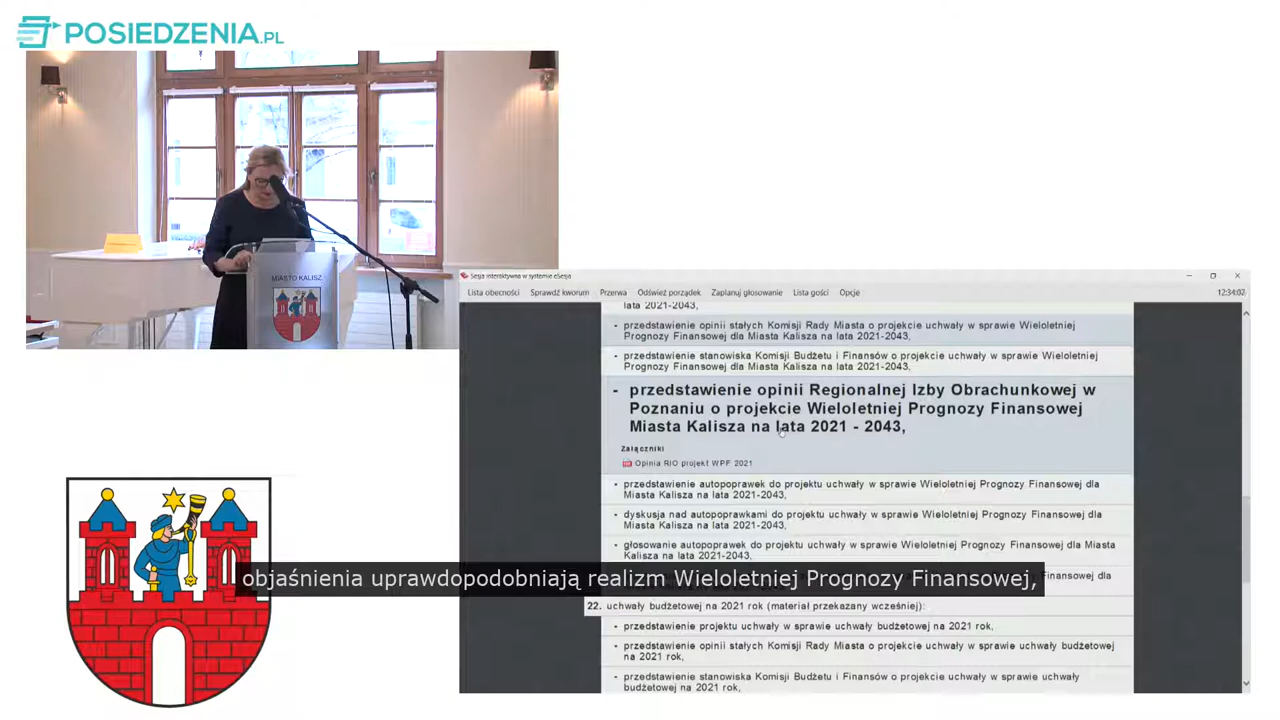 POSIEDZENIA.PL
MIASTO KALISZ
Sesja interaktywna w systemie eSesja
Lista obecności Sprawdź kworum Przerwa Odśwież porządek Zaplanuj głosowanie Lista gości Opcje 12:34:02
lata 2021-2043,
- przedstawienie opinii stałych Komisji Rady Miasta o projekcie uchwały w sprawie Wieloletniej
Prognozy Finansowej dla Miasta Kalisza na lata 2021-2043,
- przedstawienie stanowiska Komisji Budżetu i Finansów o projekcie uchwały w sprawie Wieloletniej
Prognozy Finansowej dla Miasta Kalisza na lata 2021-2043,
- przedstawienie opinii Regionalnej Izby Obrachunkowej w
Poznaniu o projekcie Wieloletniej Prognozy Finansowej
Miasta Kalisza na lata 2021 - 2043,
Załączniki
Opinia RIO projekt WPF 2021
- przedstawienie autopoprawek do projektu uchwały w sprawie Wieloletniej Prognozy Finansowej dla
Miasta Kalisza na lata 2021-2043,
- dyskusja nad autopoprawkami do projektu uchwały w sprawie Wieloletniej Prognozy Finansowej dla
Miasta Kalisza na lata 2021-2043,
- głosowanie autopoprawek do projektu uchwały w sprawie Wieloletniej Prognozy Finansowej dla Miasta
Kalisza na lata 2021-2043,
Finansowej dla
objaśnienia uprawdopodobniają realizm Wieloletniej Prognozy Finansowej,
22. uchwały budżetowej na 2021 rok (materiał przekazany wcześniej):
- przedstawienie projektu uchwały w sprawie uchwały budżetowej na 2021 rok,
- przedstawienie opinii stałych Komisji Rady Miasta o projekcie uchwały w sprawie uchwały budżetowej
na 2021 rok,
- przedstawienie stanowiska Komisji Budżetu i Finansów o projekcie uchwały w sprawie uchwały
budżetowej na 2021 rok,